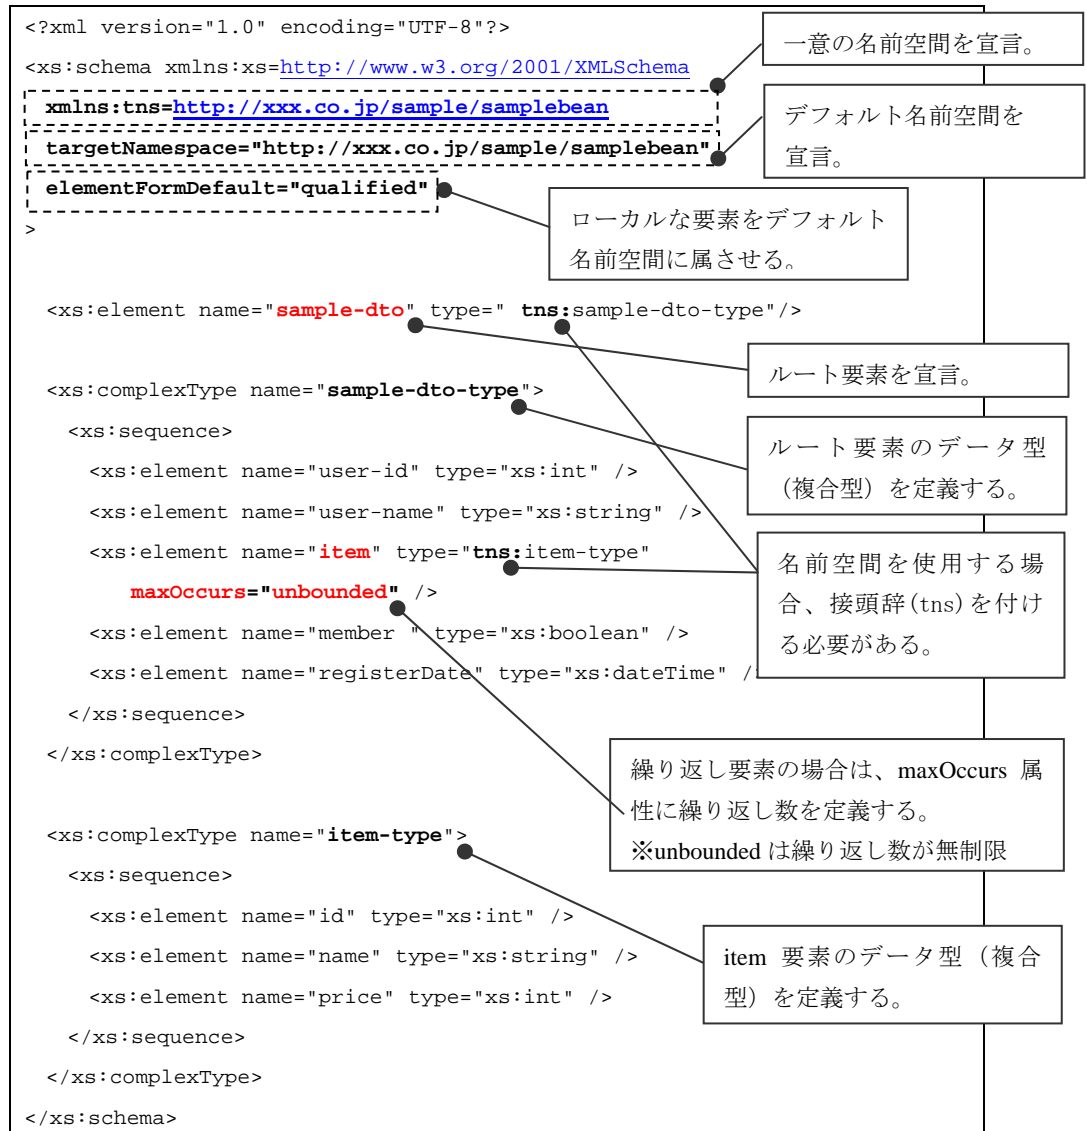 <?xml version="1.0" encoding="UTF-8"?>
一意の名前空間を宣言。
<xs:schema xmlns:xs=http://www.w3.org/2001/XMLSchema
xmlns:tns=http://xxx.co.jp/sample/samplebean
targetNamespace="http://xxx.co.jp/sample/samplebean"
デフォルト名前空間を
宣言。
elementFormDefault="qualified"
>
ローカルな要素をデフォルト
名前空間に属させる。
<xs:element name="sample-dto" type=" tns:sample-dto-type"/>
ルート要素を宣言。
<xs:complexType name="sample-dto-type">
<xs:sequence>
ルート要素のデータ型
（複合型）を定義する。
<xs:element name="user-id" type="xs:int" />
<xs:element name="user-name" type="xs:string" />
<xs:element name="item" type="tns:item-type"
maxOccurs="unbounded" />
名前空間を使用する場
合、接頭辞(tns)を付け
る必要がある。
<xs:element name="member " type="xs:boolean" />
<xs:element name="registerDate" type="xs:dateTime" /
</xs:sequence>
</xs:complexType>
繰り返し要素の場合は、maxOccurs 属
性に繰り返し数を定義する。
※unbounded は繰り返し数が無制限
<xs:complexType name="item-type">
<xs:sequence>
<xs:element name="id" type="xs:int" />
<xs:element name="name" type="xs:string" />
<xs:element name="price" type="xs:int" />
item 要素のデータ型（複合
型）を定義する。
</xs:sequence>
</xs:complexType>
</xs:schema>